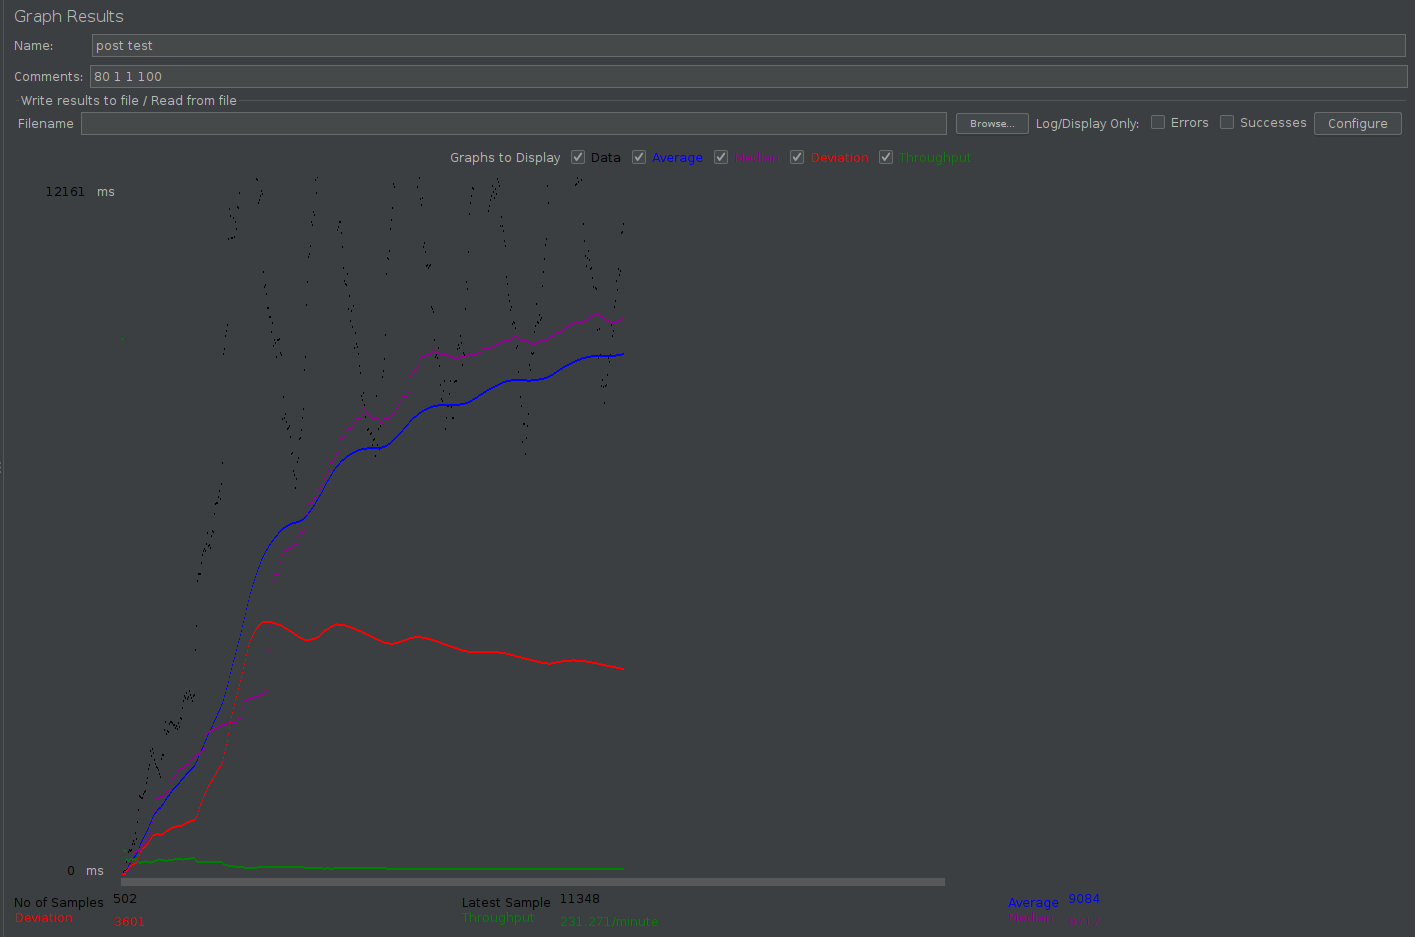 Graph Results
Name: post test
Comments: 80 1 1 100
Write results to file / Read from file
Filename Browse... Log/Display Only: Errors Successes Configure
Graphs to Display Data Average Median Deviation Throughput
12161 ms
0 ms
No of Samples 502 Latest Sample 11348 Average 9084
Deviation 3601 Throughput 231.271/minute Median